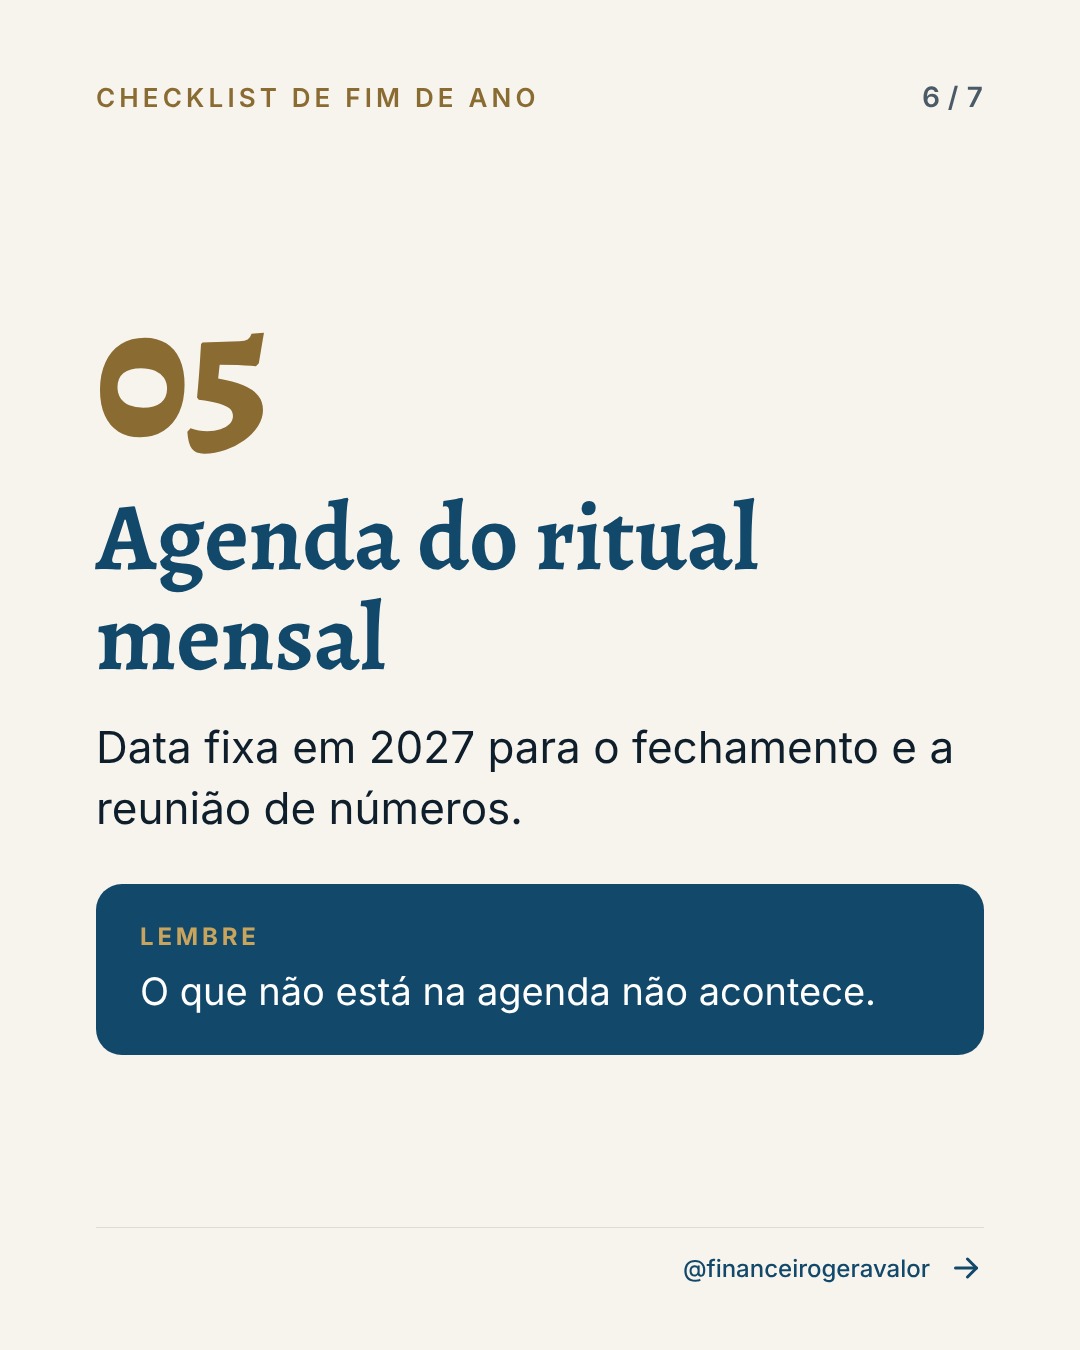 CHECKLIST DE FIM DE ANO
6 / 7
05
Agenda do ritual
mensal
Data fixa em 2027 para o fechamento e a
reunião de números.
LEMBRE
O que não está na agenda não acontece.
@financeirogeravalor →